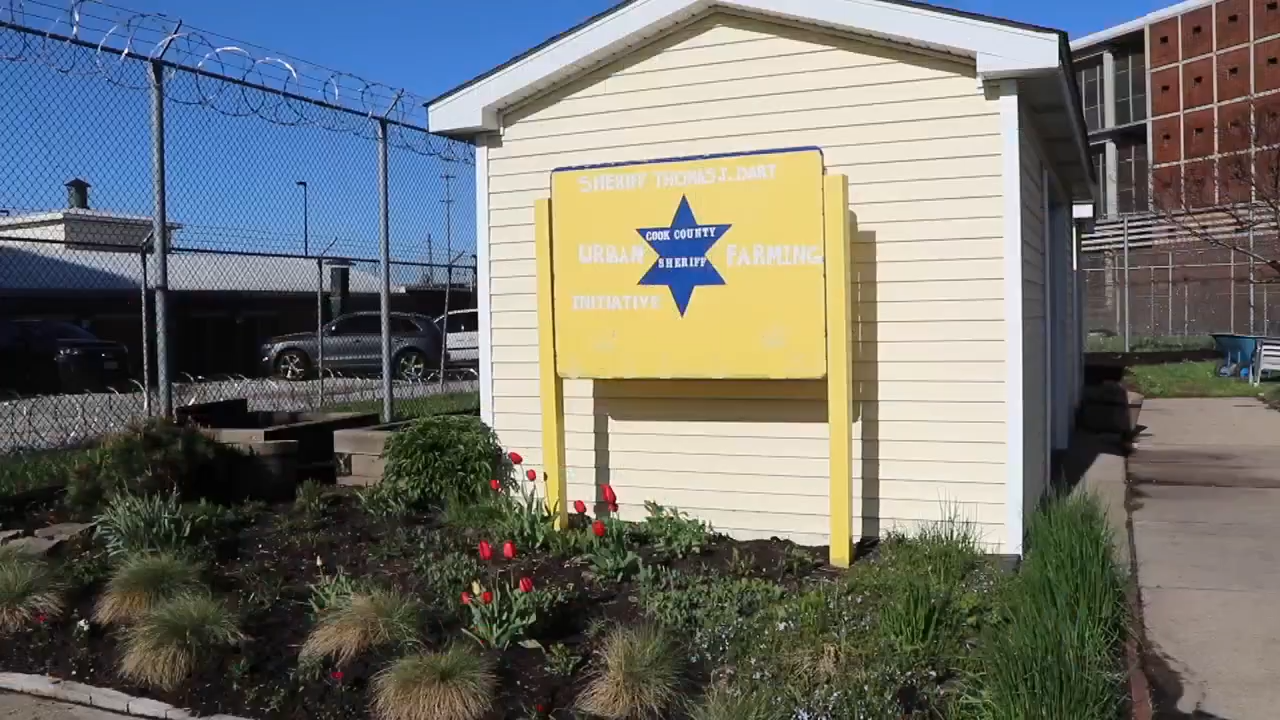 SHERIFF THOMAS J. DART
COOK COUNTY
URBAN SHERIFF FARMING
INITIATIVE